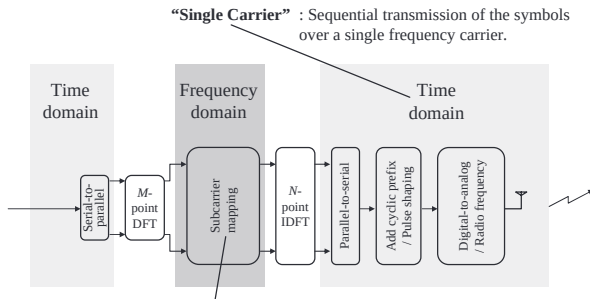 “Single Carrier” : Sequential transmission of the symbols
over a single frequency carrier.
Time
domain
Frequency
domain
Time
domain
Serial-to-
parallel
M-
point
DFT
Subcarrier
mapping
N-
point
IDFT
Parallel-to-serial
Add cyclic prefix
/ Pulse shaping
Digital-to-analog
/ Radio frequency